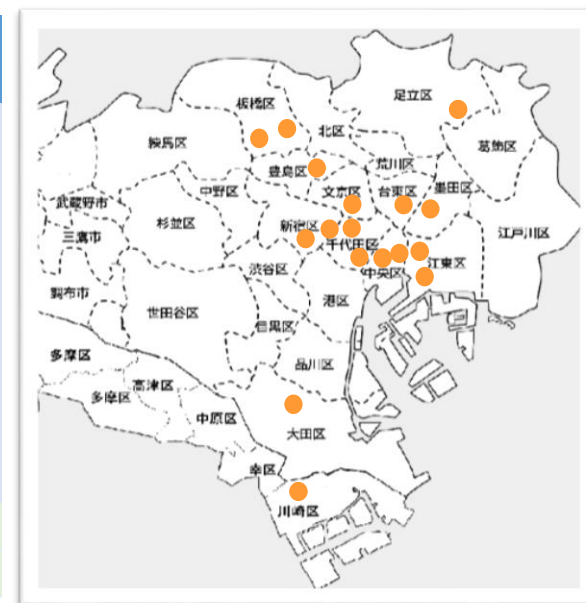 足立区
板橋区
北区
練馬区
葛飾区
荒川区
豊島区
中野区
文京区
台東区
墨田区
武蔵野市
杉並区
新宿区
江戸川区
三鷹市
千代田区
江東区
渋谷区
中央区
調布市
港区
世田谷区
目黒区
多摩区
品川区
高津区
多摩区
中原区
大田区
幸区
川崎区